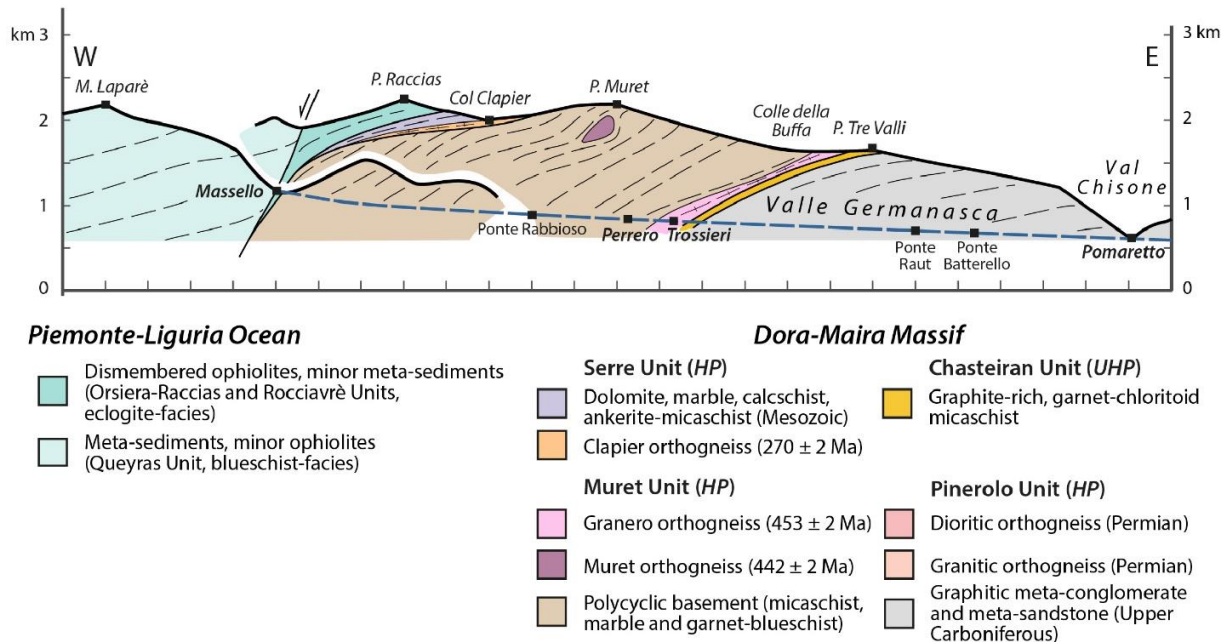 km 3
3 km
W
E
M. Laparè
P. Raccias
Col Clapier
P. Muret
Colle della
Buffa
P. Tre Valli
2
2
Val
Chisone
Massello
1
1
Valle Germanasca
Ponte Rabbioso
Perrero
Trossieri
Ponte
Raut
Ponte
Batterello
Pomaretto
0
0
Piemonte-Liguria Ocean
Dismembered ophiolites, minor meta-sediments
(Orsiera-Raccias and Rocciavrè Units,
eclogite-facies)
Meta-sediments, minor ophiolites
(Queyras Unit, blueschist-facies)
Dora-Maira Massif
Serre Unit (HP)
Dolomite, marble, calcschist,
ankerite-micaschist (Mesozoic)
Clapier orthogneiss (270 ± 2 Ma)
Muret Unit (HP)
Granero orthogneiss (453 ± 2 Ma)
Muret orthogneiss (442 ± 2 Ma)
Polycyclic basement (micaschist,
marble and garnet-blueschist)
Chasteiran Unit (UHP)
Graphite-rich, garnet-chloritoid
micaschist
Pinerolo Unit (HP)
Dioritic orthogneiss (Permian)
Granitic orthogneiss (Permian)
Graphitic meta-conglomerate
and meta-sandstone (Upper
Carboniferous)